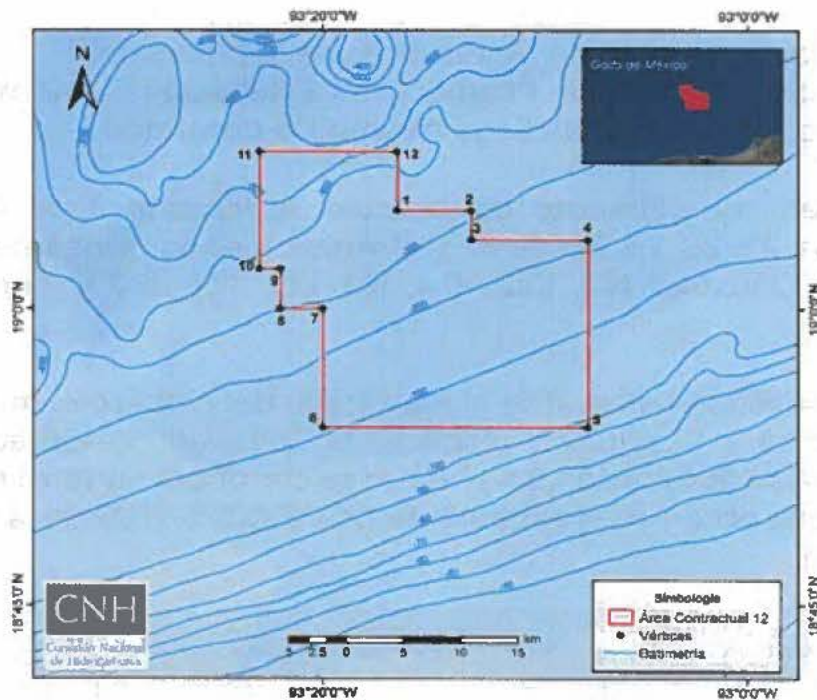 93°20'0"W
93°0'0"W
N
Golfo de México
11
12
1
2
3
4
10
9
8
7
6
5
19°0'0"N
19°0'0"N
18°45'0"N
18°45'0"N
CNH
Comisión Nacional
de Hidrocarburos
5 2.5 0 5 10 15 km
Simbología
Área Contractual 12
Vértices
Batimetría
93°20'0"W
93°0'0"W